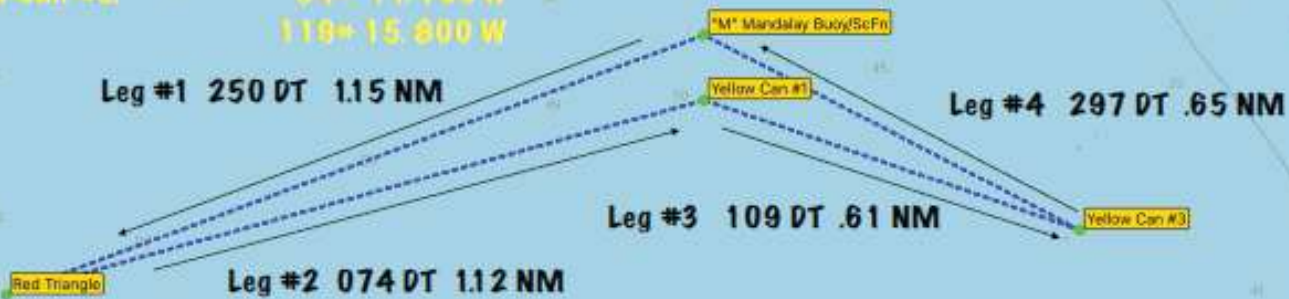 119° 15.800 W
"M" Mandalay Buoy/ScFn
Leg #1 250 DT 1.15 NM
Yellow Can #1
Leg #4 297 DT .65 NM
Leg #3 109 DT .61 NM
Yellow Can #3
Red Triangle
Leg #2 074 DT 1.12 NM